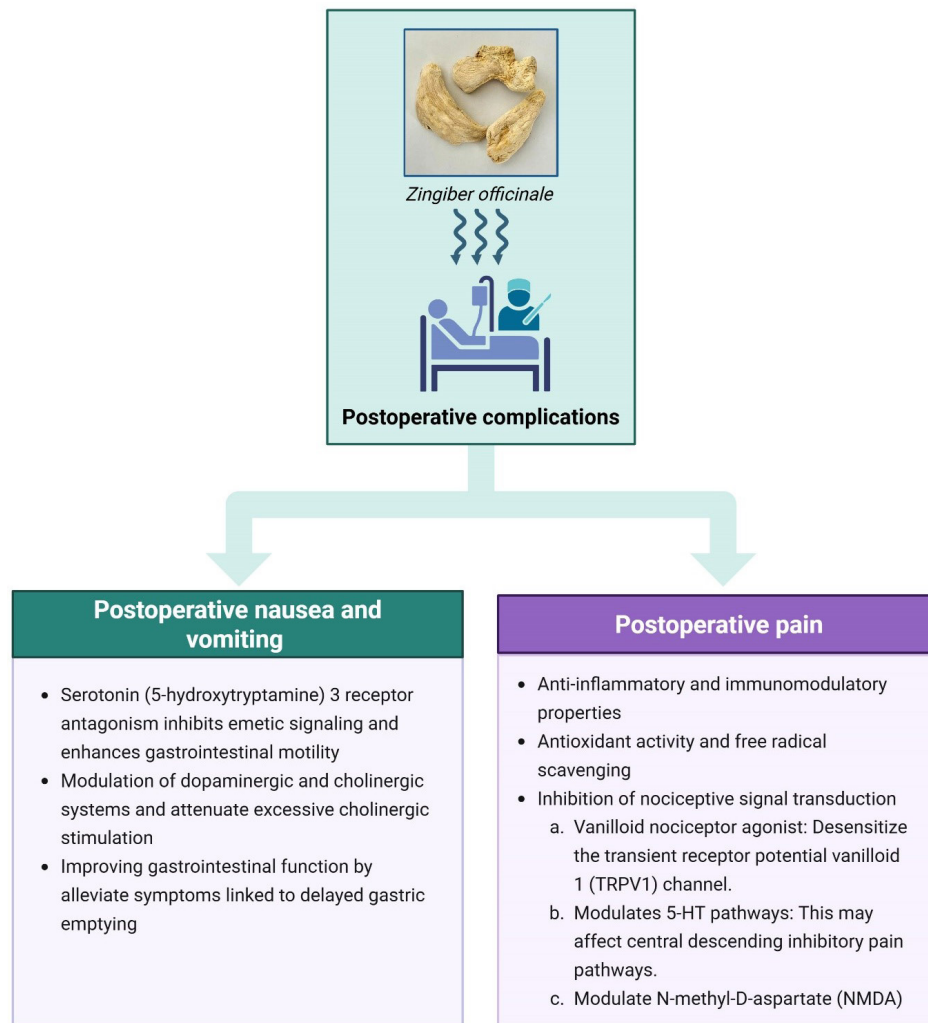 Zingiber officinale
Postoperative complications
Postoperative nausea and
vomiting
• Serotonin (5-hydroxytryptamine) 3 receptor
antagonism inhibits emetic signaling and
enhances gastrointestinal motility
• Modulation of dopaminergic and cholinergic
systems and attenuate excessive cholinergic
stimulation
• Improving gastrointestinal function by
alleviate symptoms linked to delayed gastric
emptying
Postoperative pain
• Anti-inflammatory and immunomodulatory
properties
• Antioxidant activity and free radical
scavenging
• Inhibition of nociceptive signal transduction
a. Vanilloid nociceptor agonist: Desensitize
the transient receptor potential vanilloid
1 (TRPV1) channel.
b. Modulates 5-HT pathways: This may
affect central descending inhibitory pain
pathways.
c. Modulate N-methyl-D-aspartate (NMDA)